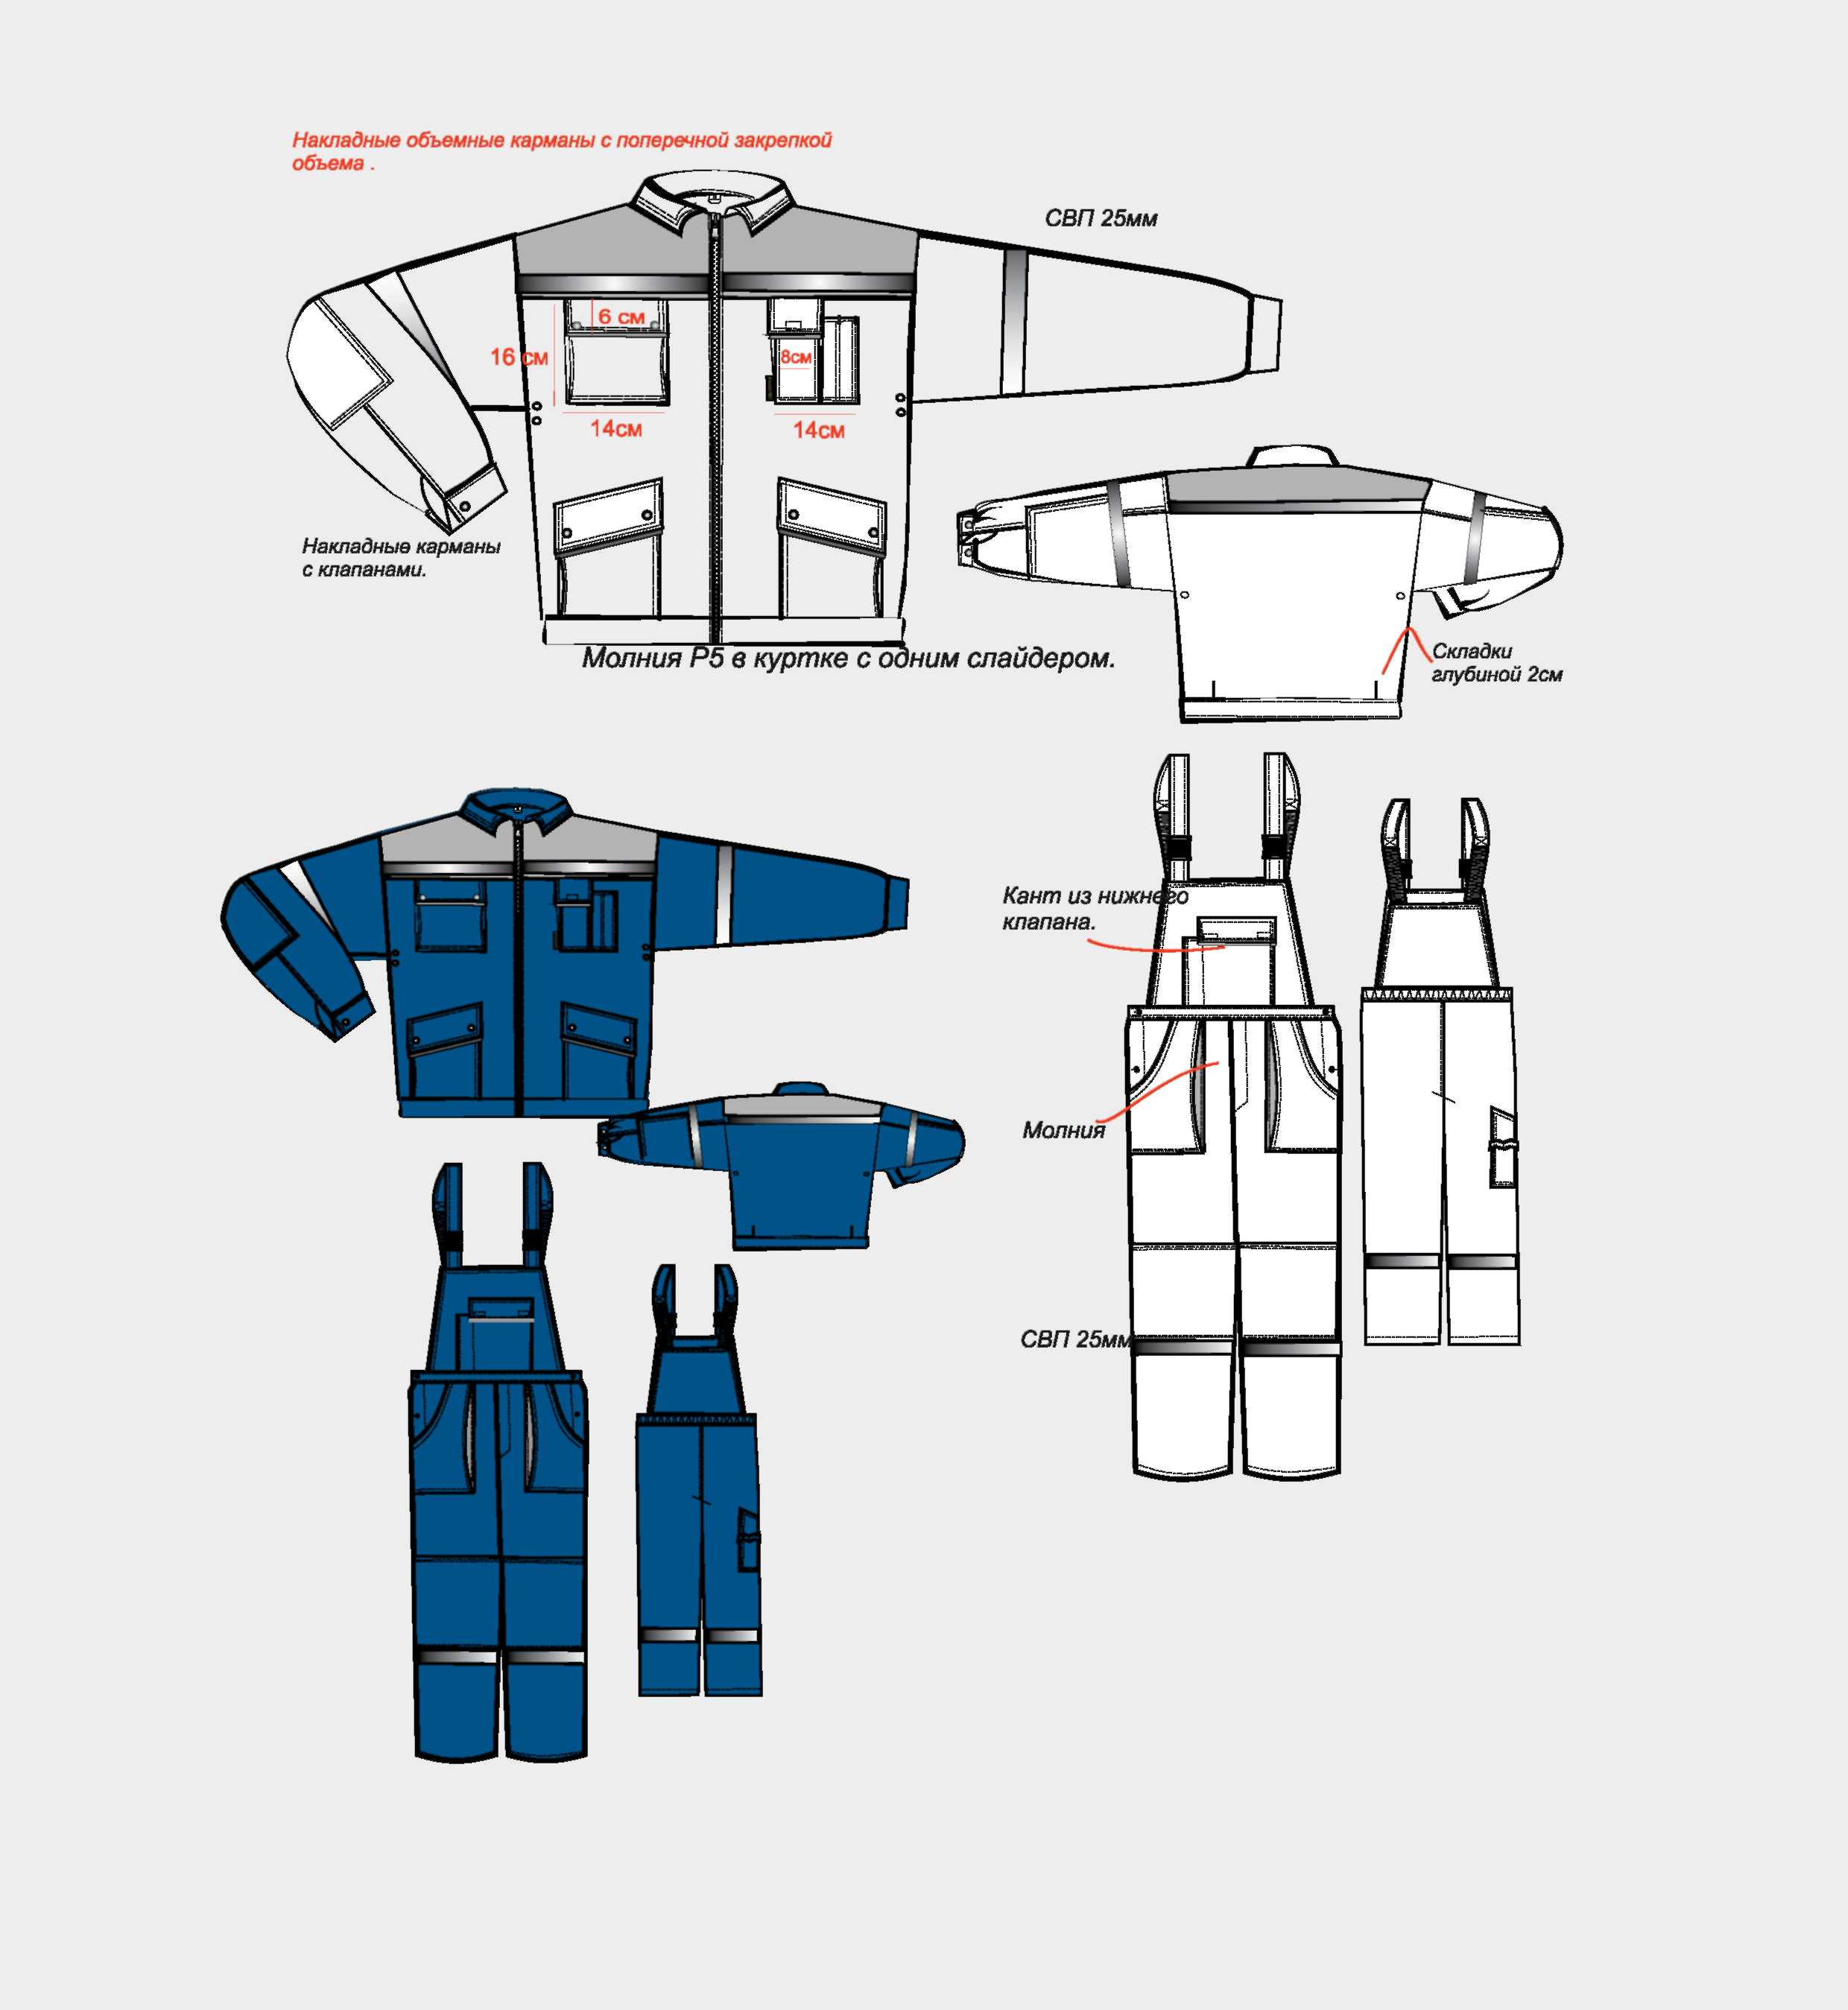 Накладные объемные карманы с поперечной закрепкой
объема .
СВП 25мм
6 см
16 см
8см
14см
14см
Накладные карманы
с клапанами.
Молния Р5 в куртке с одним слайдером.
Складки
глубиной 2см
Кант из нижнего
клапана.
Молния
СВП 25мм